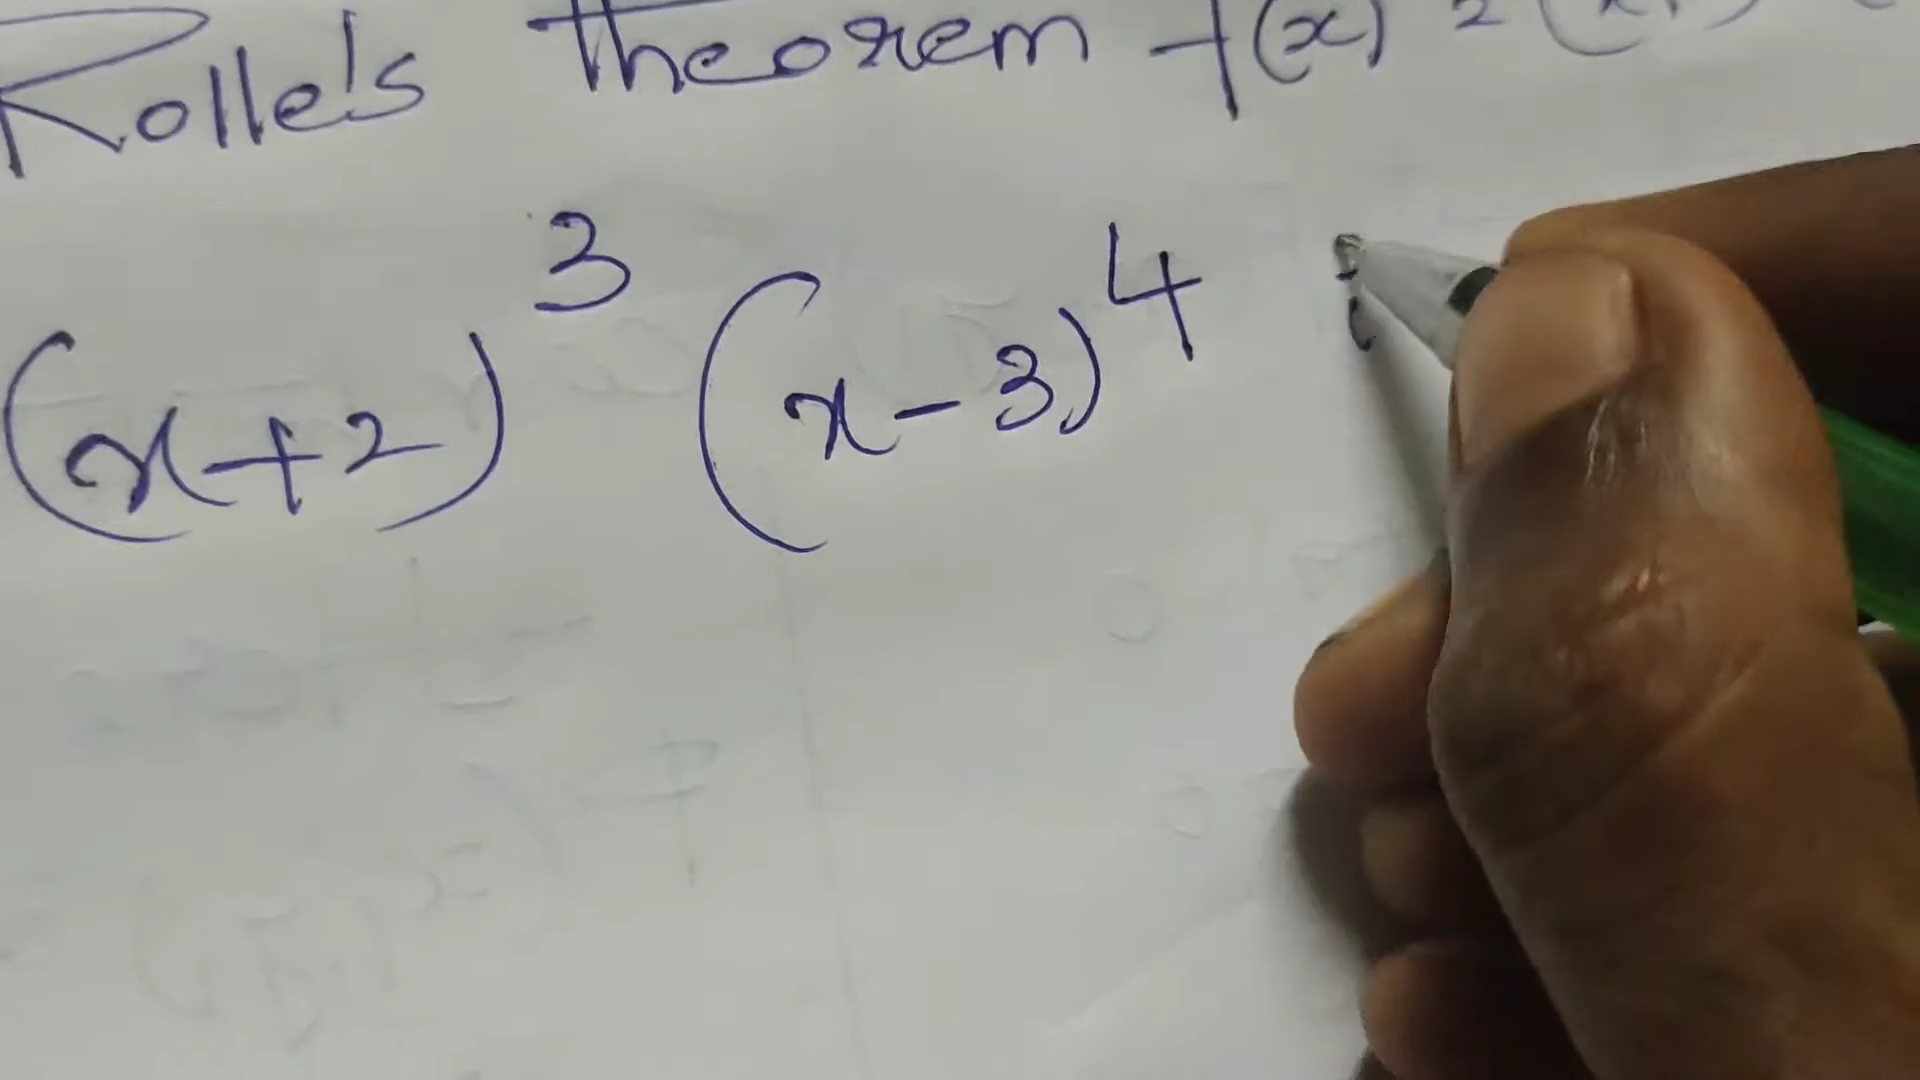 Rolle's Theorem f(x) =
(x+2)³ (x-3)⁴